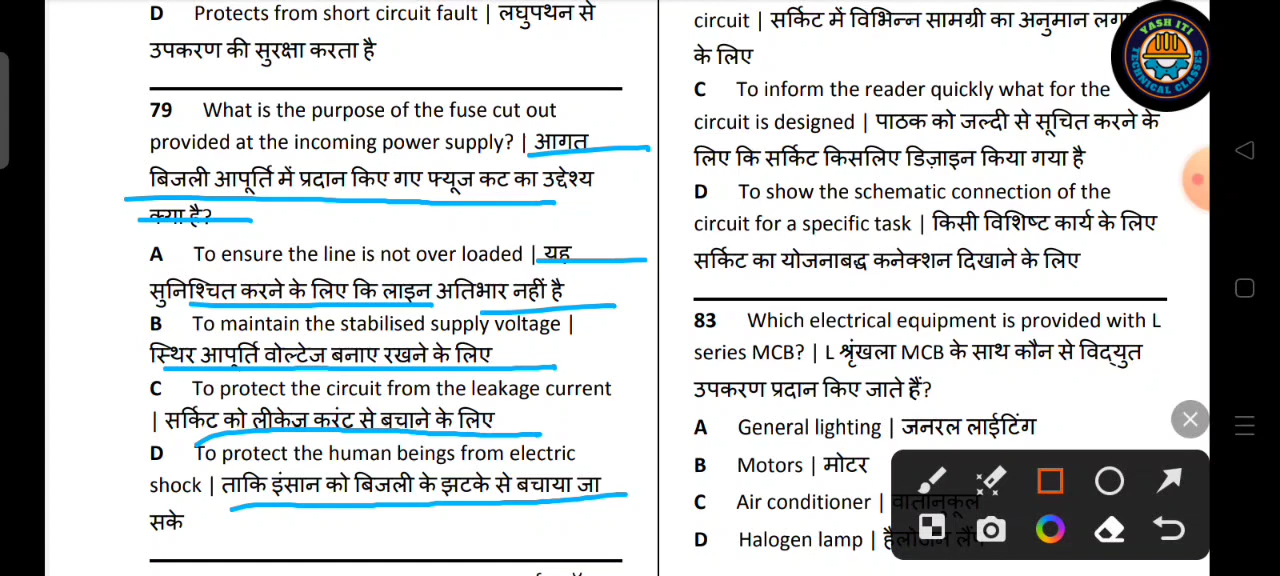 D Protects from short circuit fault | लघुपथन से
उपकरण की सुरक्षा करता है
79 What is the purpose of the fuse cut out
provided at the incoming power supply? | आगत
बिजली आपूर्ति में प्रदान किए गए फ्यूज कट का उद्देश्य
क्या है?
A To ensure the line is not over loaded | यह
सुनिश्चित करने के लिए कि लाइन अतिभार नहीं है
B To maintain the stabilised supply voltage |
स्थिर आपूर्ति वोल्टेज बनाए रखने के लिए
C To protect the circuit from the leakage current
| सर्किट को लीकेज करंट से बचाने के लिए
D To protect the human beings from electric
shock | ताकि इंसान को बिजली के झटके से बचाया जा
सके
circuit | सर्किट में विभिन्न सामग्री का अनुमान
के लिए
C To inform the reader quickly what for the
circuit is designed | पाठक को जल्दी से सूचित करने के
लिए कि सर्किट किसलिए डिज़ाइन किया गया है
D To show the schematic connection of the
circuit for a specific task | किसी विशिष्ट कार्य के लिए
सर्किट का योजनाबद्ध कनेक्शन दिखाने के लिए
83 Which electrical equipment is provided with L
series MCB? | L श्रृंखला MCB के साथ कौन से विद्युत
उपकरण प्रदान किए जाते हैं?
A General lighting | जनरल लाईटिंग
B Motors | मोटर
C Air conditioner | वातानुकूल
D Halogen lamp |
YASH ITI
TECHNICAL CLASSES